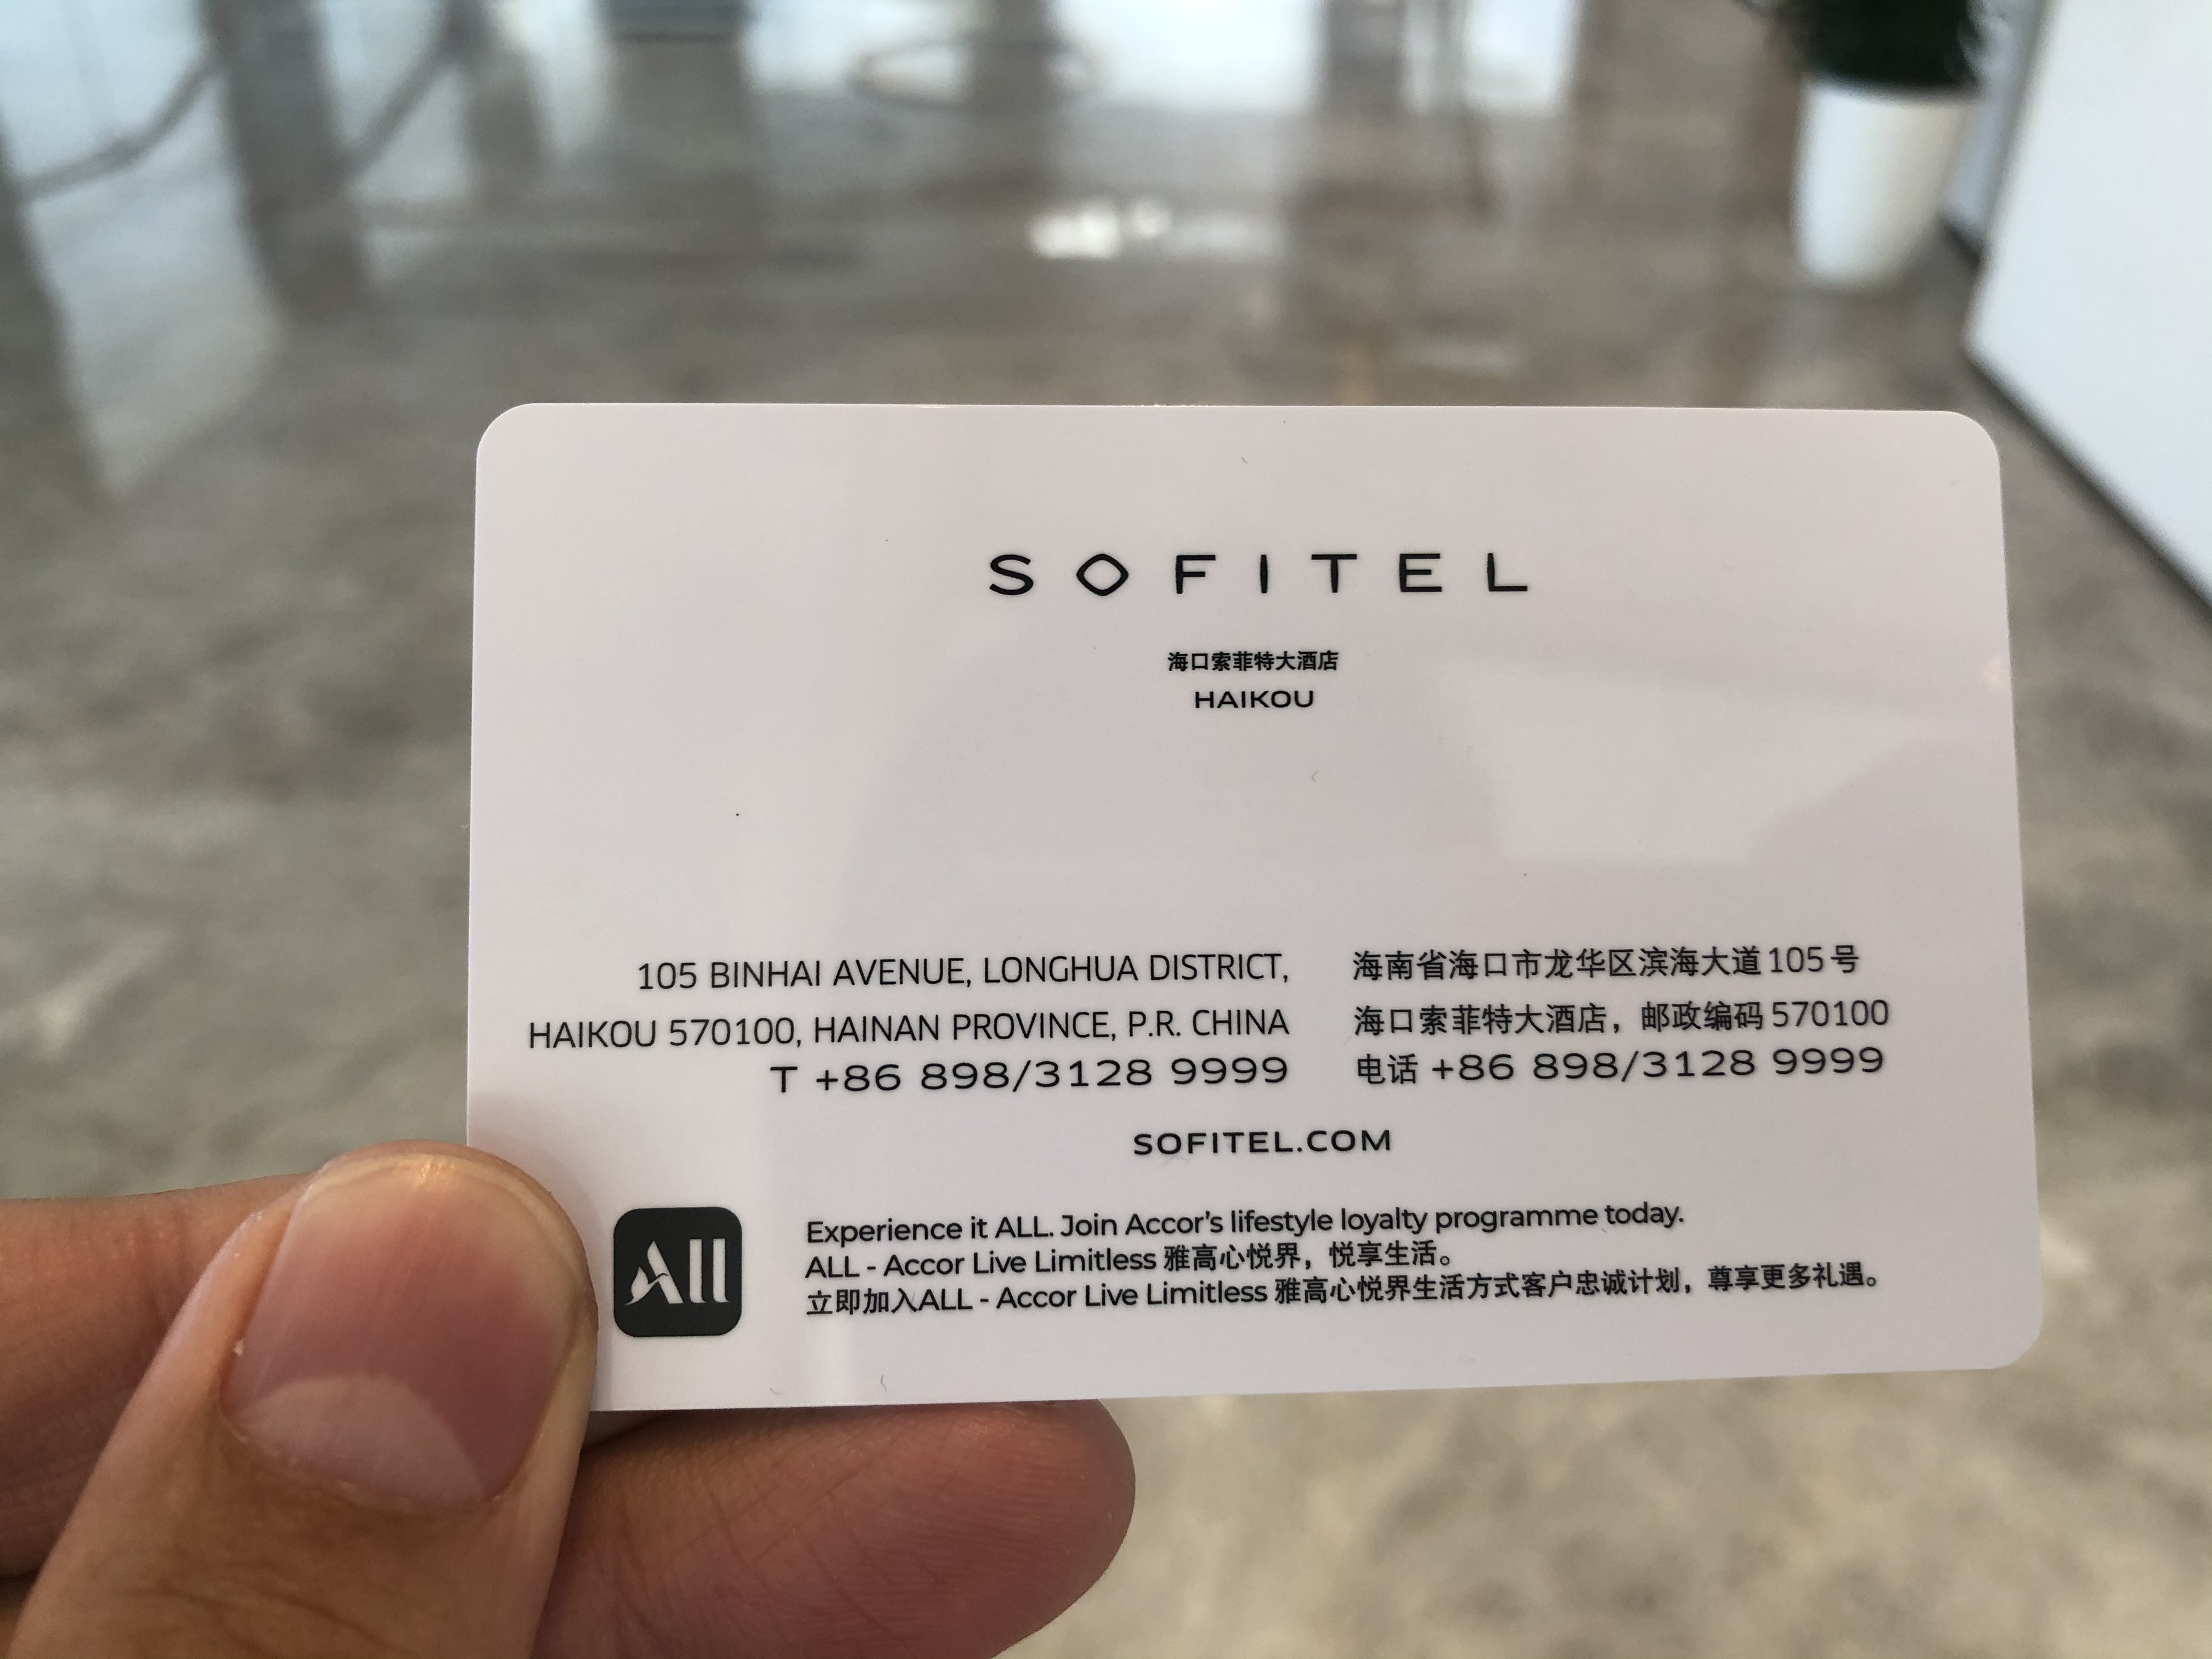 SOFITEL
海口索菲特大酒店
HAIKOU
105 BINHAI AVENUE, LONGHUA DISTRICT,
HAIKOU 570100, HAINAN PROVINCE, P.R. CHINA
T +86 898/3128 9999
海南省海口市龙华区滨海大道105号
海口索菲特大酒店，邮政编码570100
电话 +86 898/3128 9999
SOFITEL.COM
All
Experience it ALL. Join Accor's lifestyle loyalty programme today.
ALL - Accor Live Limitless 雅高心悦界，悦享生活。
立即加入ALL - Accor Live Limitless 雅高心悦界生活方式客户忠诚计划，尊享更多礼遇。